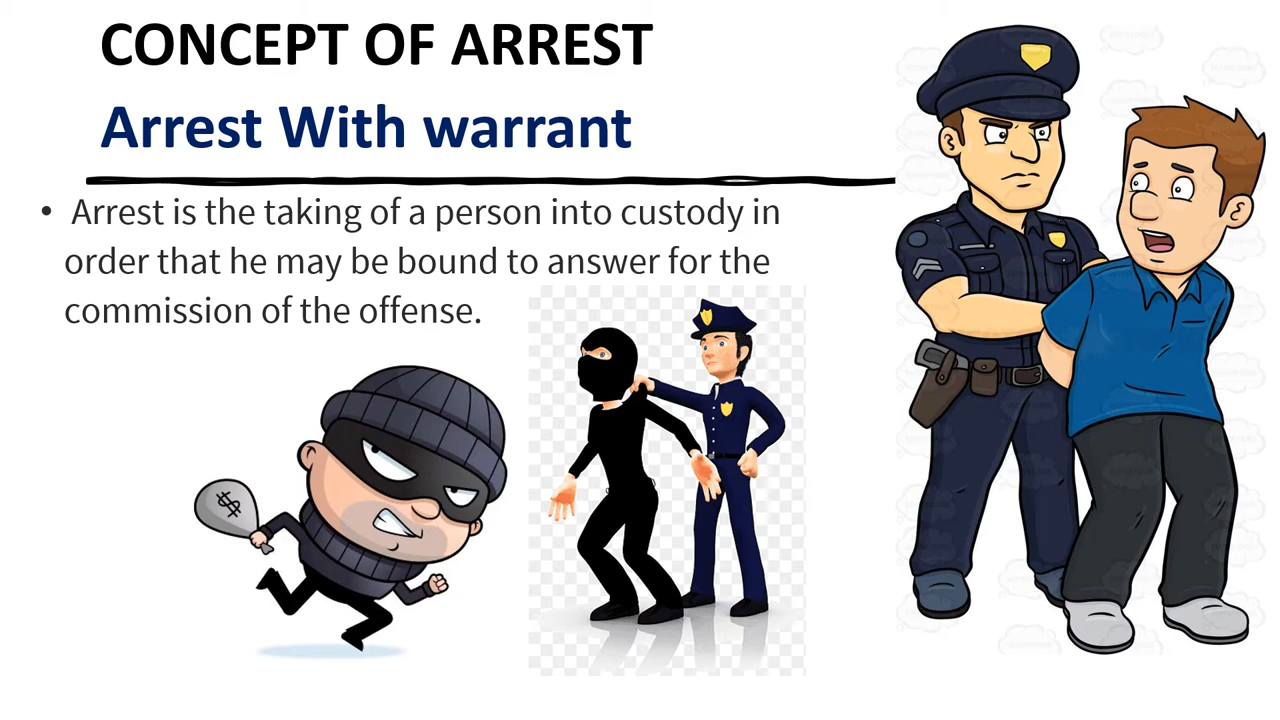 CONCEPT OF ARREST
Arrest With warrant
• Arrest is the taking of a person into custody in
order that he may be bound to answer for the
commission of the offense.
$